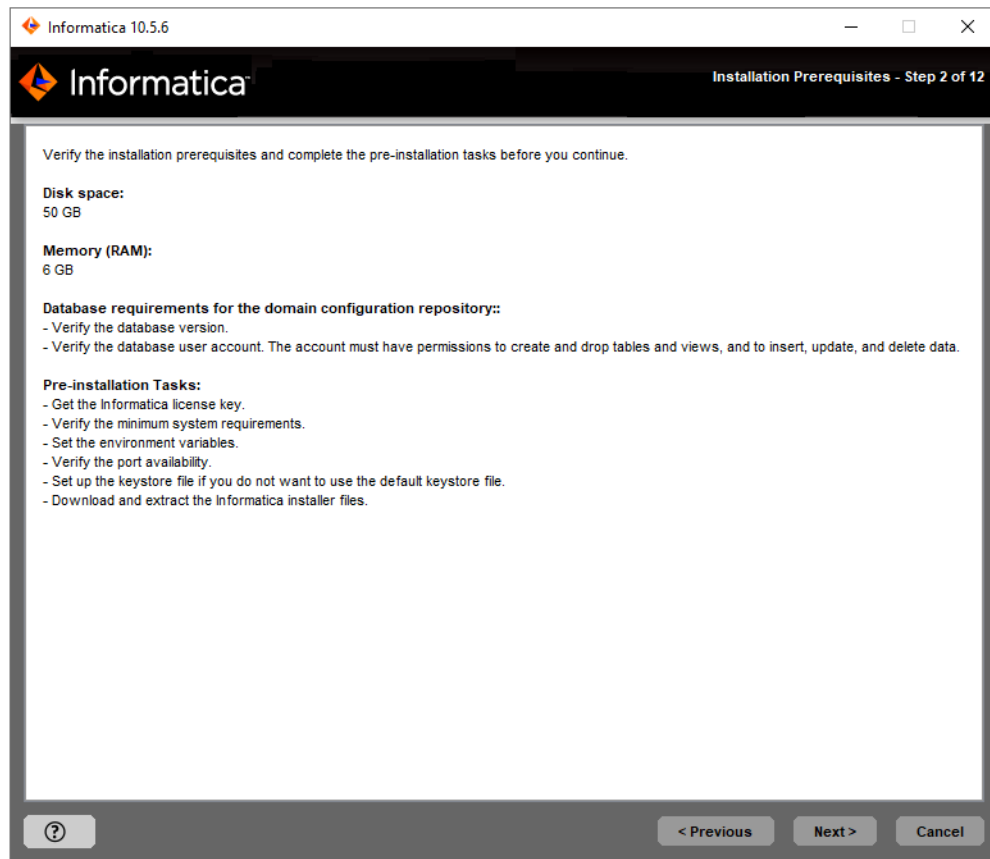 Informatica 10.5.6
Informatica
Installation Prerequisites - Step 2 of 12
Verify the installation prerequisites and complete the pre-installation tasks before you continue.
Disk space:
50 GB
Memory (RAM):
6 GB
Database requirements for the domain configuration repository::
- Verify the database version.
- Verify the database user account. The account must have permissions to create and drop tables and views, and to insert, update, and delete data.
Pre-installation Tasks:
- Get the Informatica license key.
- Verify the minimum system requirements.
- Set the environment variables.
- Verify the port availability.
- Set up the keystore file if you do not want to use the default keystore file.
- Download and extract the Informatica installer files.
?
< Previous
Next >
Cancel